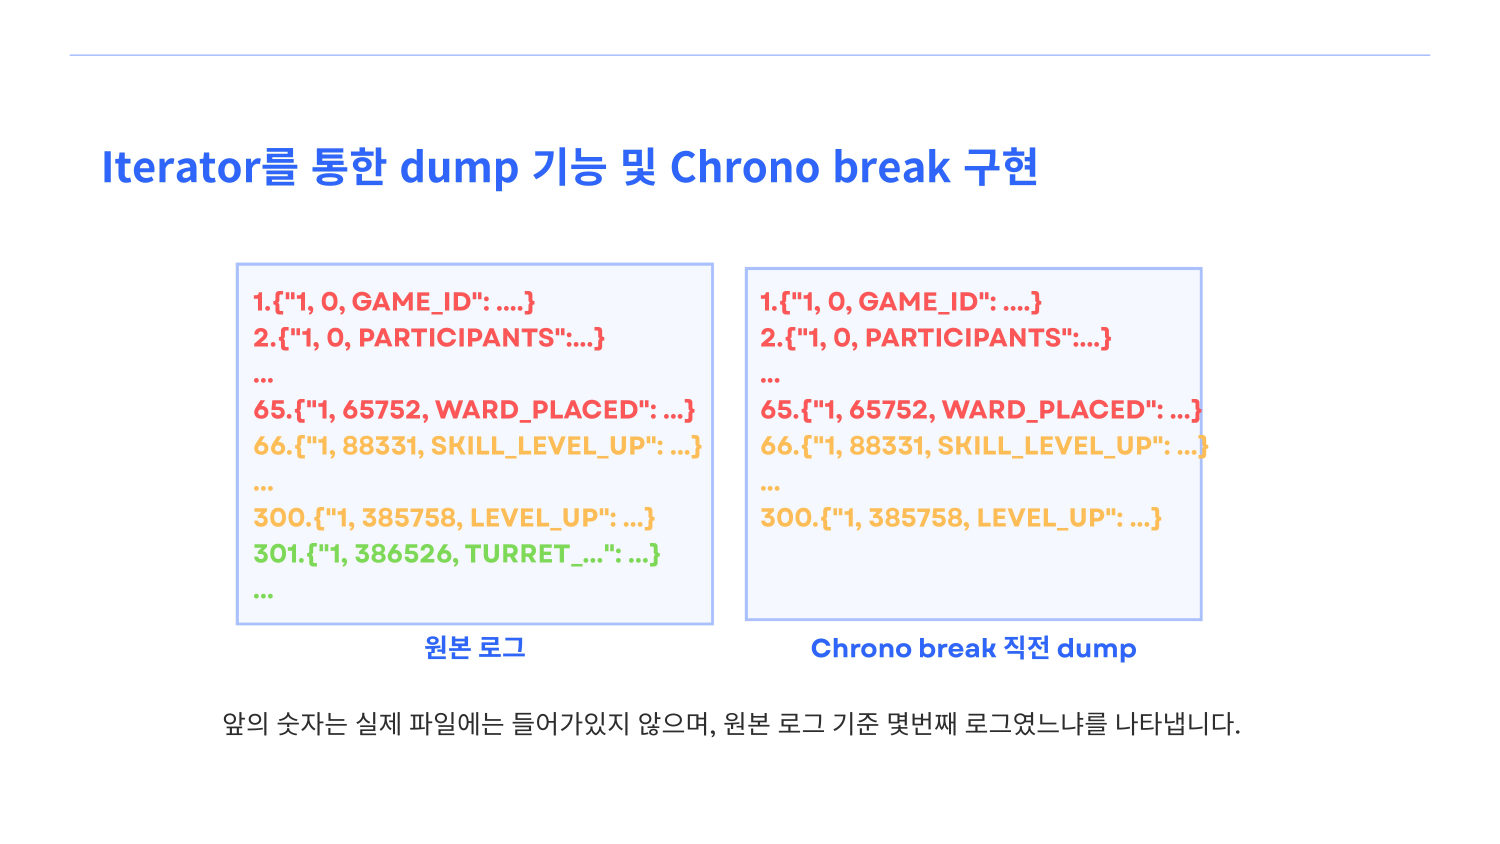 Iterator를 통한 dump 기능 및 Chrono break 구현
1.{"1, 0, GAME_ID": ....}
2.{"1, 0, PARTICIPANTS":...}
...
65.{"1, 65752, WARD_PLACED": ...}
66.{"1, 88331, SKILL_LEVEL_UP": ...}
...
300.{"1, 385758, LEVEL_UP": ...}
301.{"1, 386526, TURRET_...": ...}
...
원본 로그
1.{"1, 0, GAME_ID": ....}
2.{"1, 0, PARTICIPANTS":...}
...
65.{"1, 65752, WARD_PLACED": ...}
66.{"1, 88331, SKILL_LEVEL_UP": ...}
...
300.{"1, 385758, LEVEL_UP": ...}
Chrono break 직전 dump
앞의 숫자는 실제 파일에는 들어가있지 않으며, 원본 로그 기준 몇번째 로그였느냐를 나타냅니다.